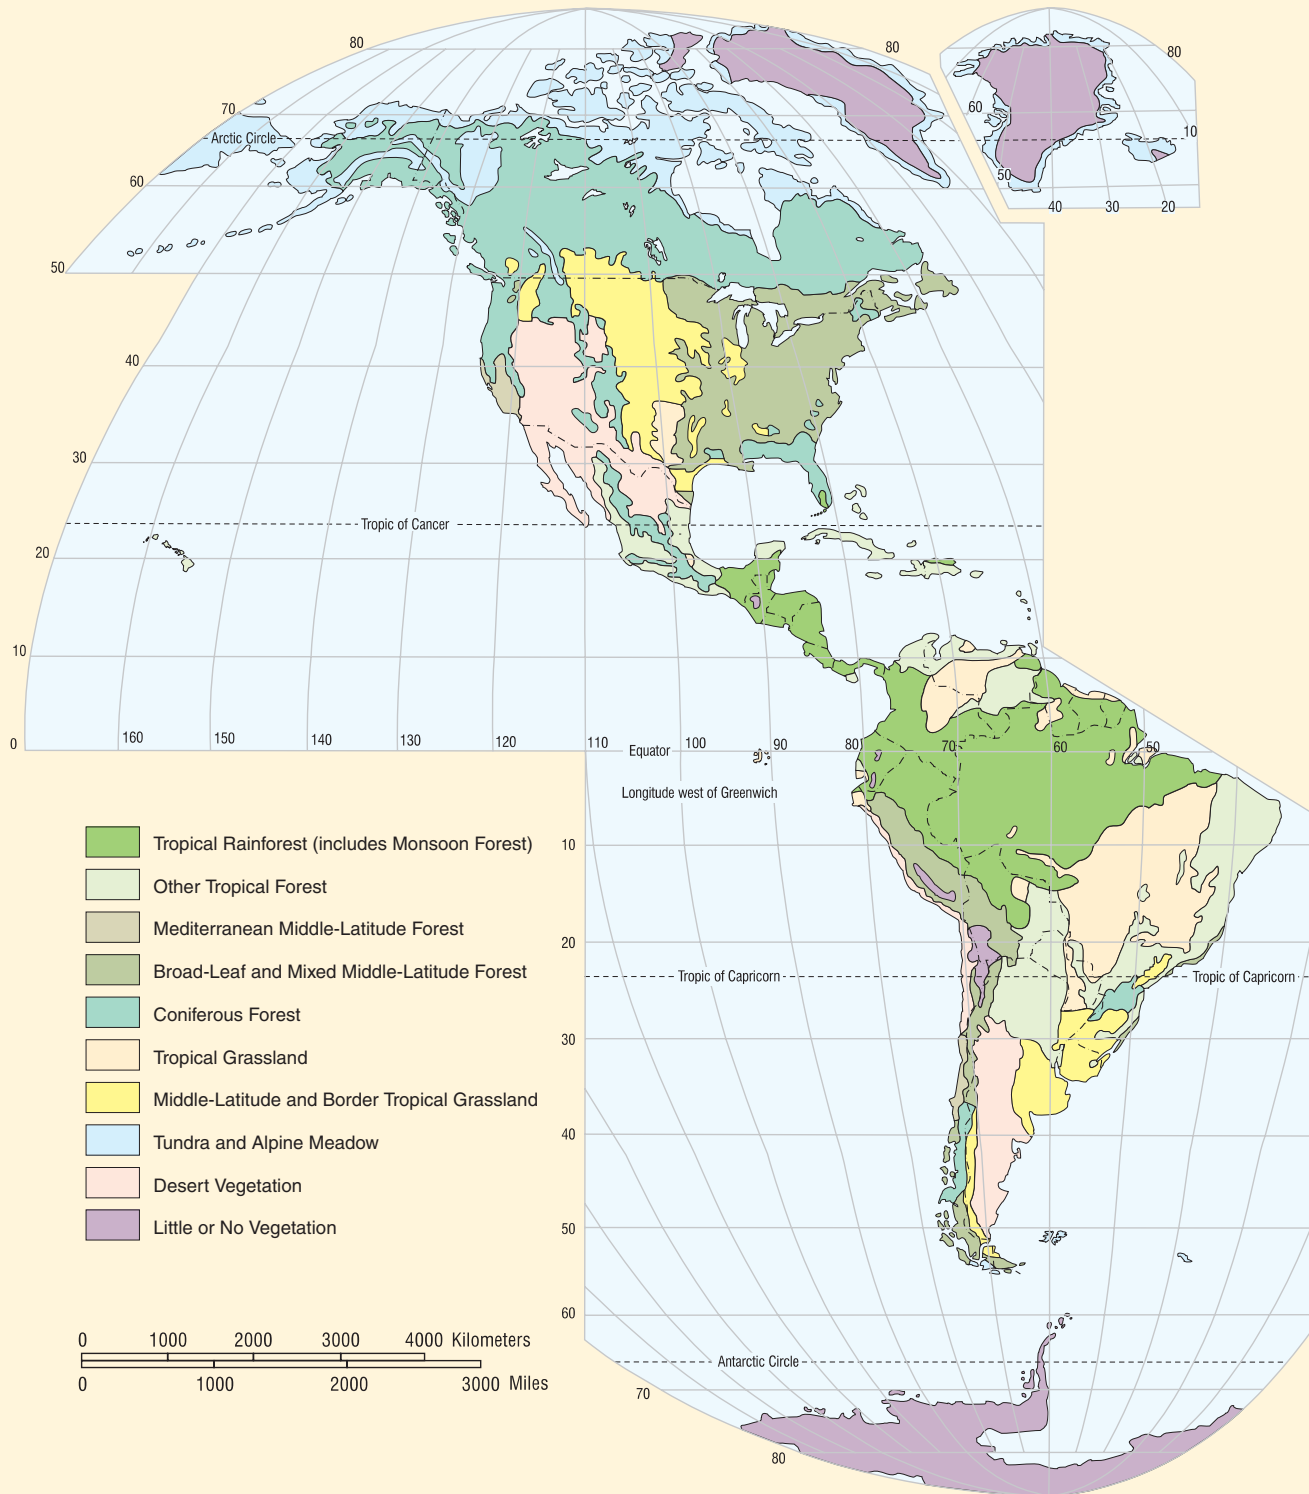 80
80
80
70
Arctic Circle
60
10
60
50
40
30
20
50
40
30
Tropic of Cancer
20
10
0
160
150
140
130
120
110
Equator
100
90
80
70
60
50
Longitude west of Greenwich
10
20
Tropic of Capricorn
Tropic of Capricorn
30
40
50
60
Antarctic Circle
70
80
Tropical Rainforest (includes Monsoon Forest)
Other Tropical Forest
Mediterranean Middle-Latitude Forest
Broad-Leaf and Mixed Middle-Latitude Forest
Coniferous Forest
Tropical Grassland
Middle-Latitude and Border Tropical Grassland
Tundra and Alpine Meadow
Desert Vegetation
Little or No Vegetation
0 1000 2000 3000 4000 Kilometers
0 1000 2000 3000 Miles